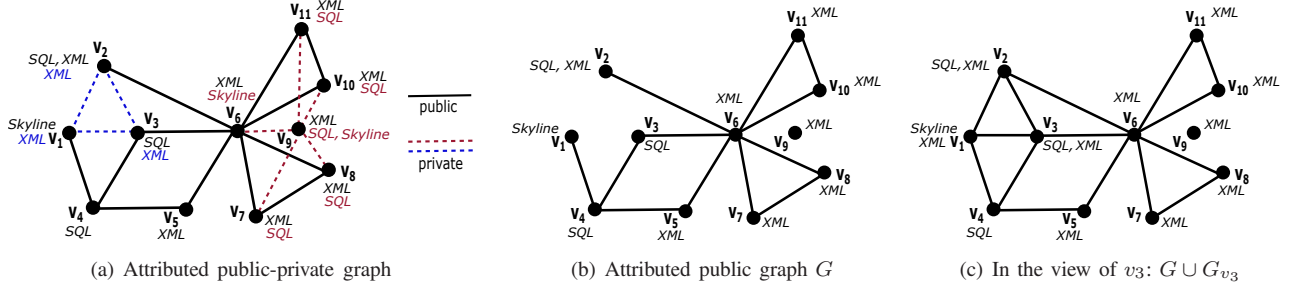 V11 XML
SQL
V2
SQL, XML
XML
V10 XML
SQL
XML
Skyline
V6
public
Skyline
XML
V1
V3
SQL
XML
XML
SQL, Skyline
V9
private
V8
XML
SQL
V4
SQL
V5
XML
V7 XML
SQL
(a) Attributed public-private graph
V11 XML
V2
SQL, XML
V10 XML
XML
V6
Skyline
V1
V3
SQL
XML
V9
V8
XML
V4
SQL
V5
XML
V7 XML
(b) Attributed public graph G
V11 XML
V2
SQL, XML
V10 XML
XML
V6
Skyline
XML
V1
V3
SQL, XML
XML
V9
V8
XML
V4
SQL
V5
XML
V7 XML
(c) In the view of v3: G ∪ Gv3